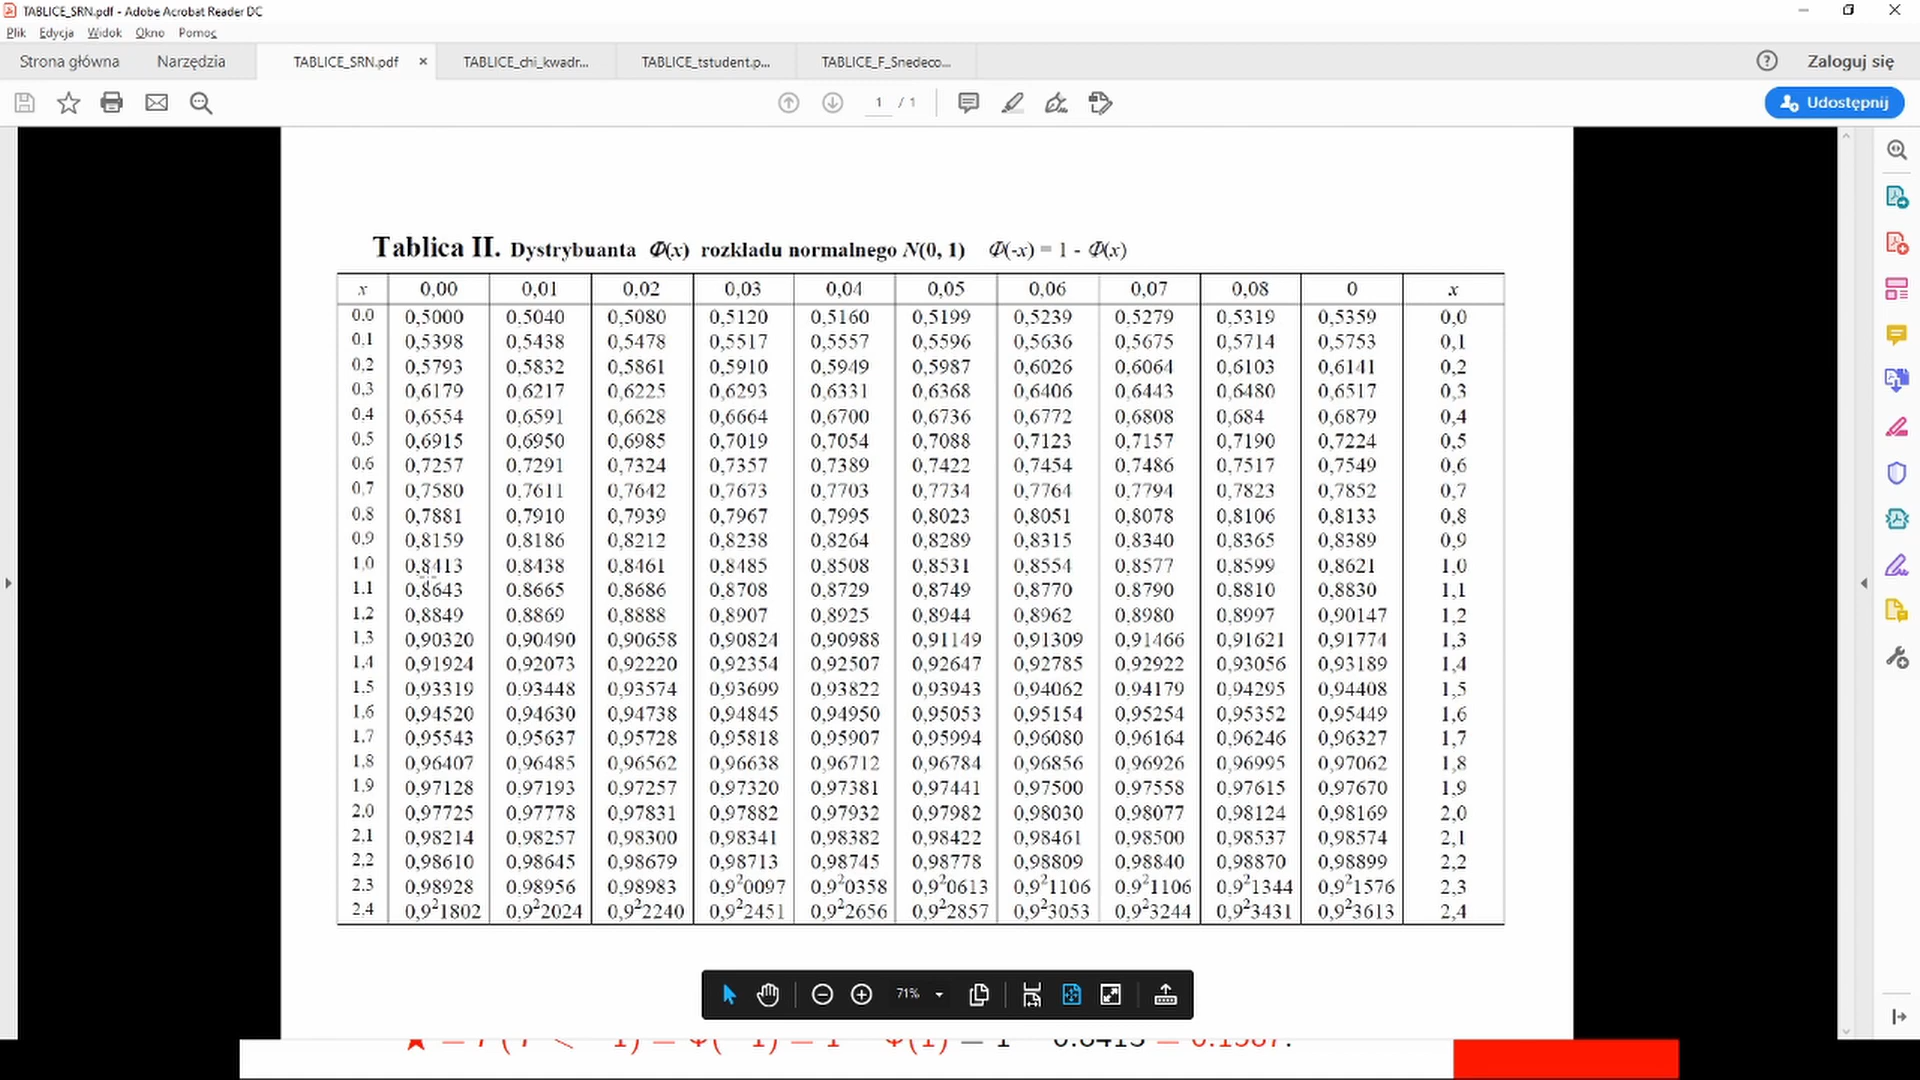 TABLICE_SRN.pdf - Adobe Acrobat Reader DC
Plik Edycja Widok Okno Pomoc
Strona główna Narzędzia TABLICE_SRN.pdf × TABLICE_chi_kwadr... TABLICE_tstudent.p... TABLICE_F_Snedeco... Zaloguj się
1 / 1 Udostępnij
Tablica II. Dystrybuanta Φ(x) rozkładu normalnego N(0, 1) Φ(-x) = 1 - Φ(x)
x 0,00 0,01 0,02 0,03 0,04 0,05 0,06 0,07 0,08 0 x
0.0 0,5000 0.5040 0,5080 0,5120 0,5160 0,5199 0,5239 0,5279 0,5319 0,5359 0,0
0.1 0,5398 0,5438 0,5478 0,5517 0,5557 0,5596 0,5636 0,5675 0,5714 0,5753 0,1
0.2 0,5793 0,5832 0,5861 0,5910 0,5949 0,5987 0,6026 0,6064 0,6103 0,6141 0,2
0.3 0,6179 0,6217 0,6225 0,6293 0,6331 0,6368 0,6406 0,6443 0,6480 0,6517 0,3
0.4 0,6554 0,6591 0,6628 0,6664 0,6700 0,6736 0,6772 0,6808 0,684 0,6879 0,4
0.5 0,6915 0,6950 0,6985 0,7019 0,7054 0,7088 0,7123 0,7157 0,7190 0,7224 0,5
0.6 0,7257 0,7291 0,7324 0,7357 0,7389 0,7422 0,7454 0,7486 0,7517 0,7549 0,6
0.7 0,7580 0,7611 0,7642 0,7673 0,7703 0,7734 0,7764 0,7794 0,7823 0,7852 0,7
0.8 0,7881 0,7910 0,7939 0,7967 0,7995 0,8023 0,8051 0,8078 0,8106 0,8133 0,8
0.9 0,8159 0,8186 0,8212 0,8238 0,8264 0,8289 0,8315 0,8340 0,8365 0,8389 0,9
1,0 0,8413 0,8438 0,8461 0,8485 0,8508 0,8531 0,8554 0,8577 0,8599 0,8621 1,0
1.1 0,8643 0,8665 0,8686 0,8708 0,8729 0,8749 0,8770 0,8790 0,8810 0,8830 1,1
1.2 0,8849 0,8869 0,8888 0,8907 0,8925 0,8944 0,8962 0,8980 0,8997 0,90147 1,2
1,3 0,90320 0,90490 0,90658 0,90824 0,90988 0,91149 0,91309 0,91466 0,91621 0,91774 1,3
1.4 0,91924 0,92073 0,92220 0,92354 0,92507 0,92647 0,92785 0,92922 0,93056 0,93189 1,4
1.5 0,93319 0.93448 0,93574 0,93699 0,93822 0,93943 0,94062 0,94179 0,94295 0,94408 1,5
1,6 0,94520 0,94630 0,94738 0,94845 0,94950 0,95053 0,95154 0,95254 0,95352 0,95449 1,6
1.7 0,95543 0,95637 0,95728 0,95818 0,95907 0,95994 0,96080 0,96164 0,96246 0,96327 1,7
1.8 0,96407 0,96485 0,96562 0,96638 0,96712 0,96784 0,96856 0,96926 0,96995 0,97062 1,8
1.9 0,97128 0,97193 0,97257 0,97320 0,97381 0,97441 0,97500 0,97558 0,97615 0,97670 1,9
2.0 0,97725 0,97778 0,97831 0,97882 0,97932 0,97982 0,98030 0,98077 0,98124 0,98169 2,0
2.1 0,98214 0,98257 0,98300 0,98341 0,98382 0,98422 0,98461 0,98500 0,98537 0,98574 2,1
2.2 0,98610 0,98645 0,98679 0,98713 0,98745 0,98778 0,98809 0,98840 0,98870 0,98899 2,2
2.3 0,98928 0,98956 0,98983 0.9²0097 0,9²0358 0,9²0613 0,9²1106 0,9²1106 0,9²1344 0,9²1576 2,3
2.4 0,9²1802 0,9²2024 0,9²2240 0,9²2451 0,9²2656 0,9²2857 0,9²3053 0,9²3244 0,9²3431 0,9²3613 2,4
71%